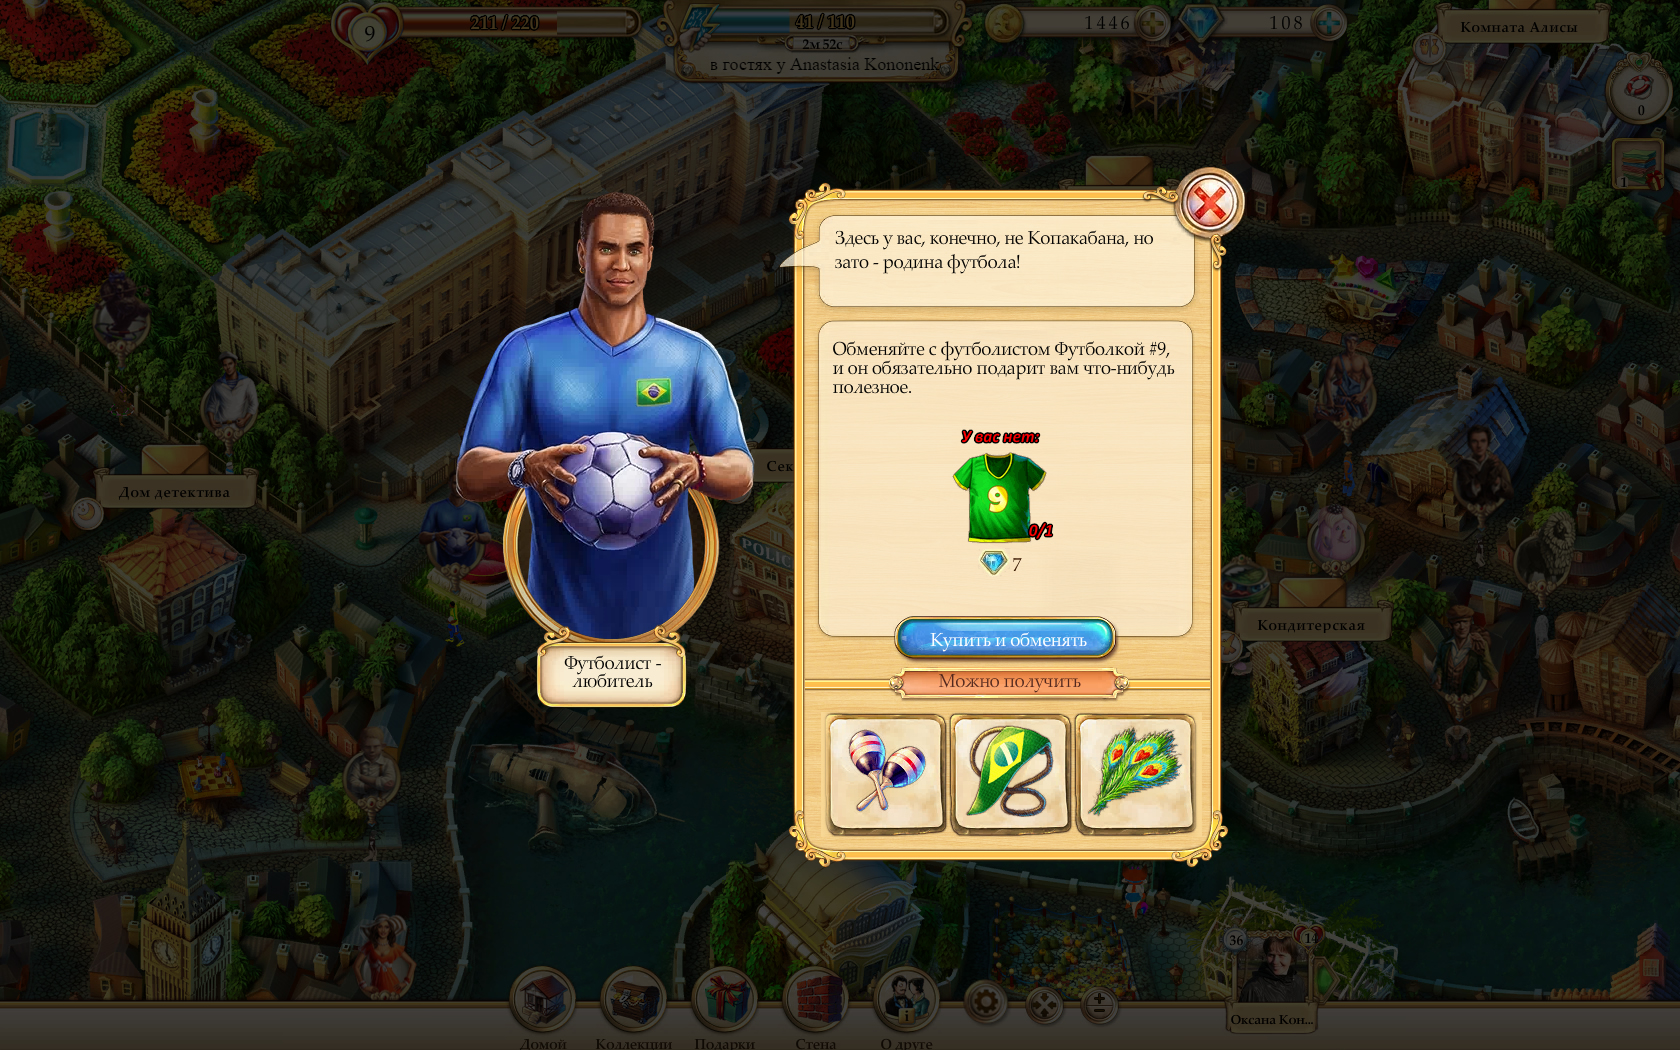 9
211 / 220
41 / 110
2м 52с
в гостях у Anastasia Kononenk
1446
108
Комната Алисы
0
1
Здесь у вас, конечно, не Копакабана, но
зато - родина футбола!
Обменяйте с футболистом Футболкой #9,
и он обязательно подарит вам что-нибудь
полезное.
У вас нет:
9
0/1
7
Купить и обменять
Можно получить
Футболист -
любитель
Дом детектива
Сек
POLICE
Кондитерская
36
14
Оксана Кон...
Домой
Коллекции
Подарки
Стена
О друге